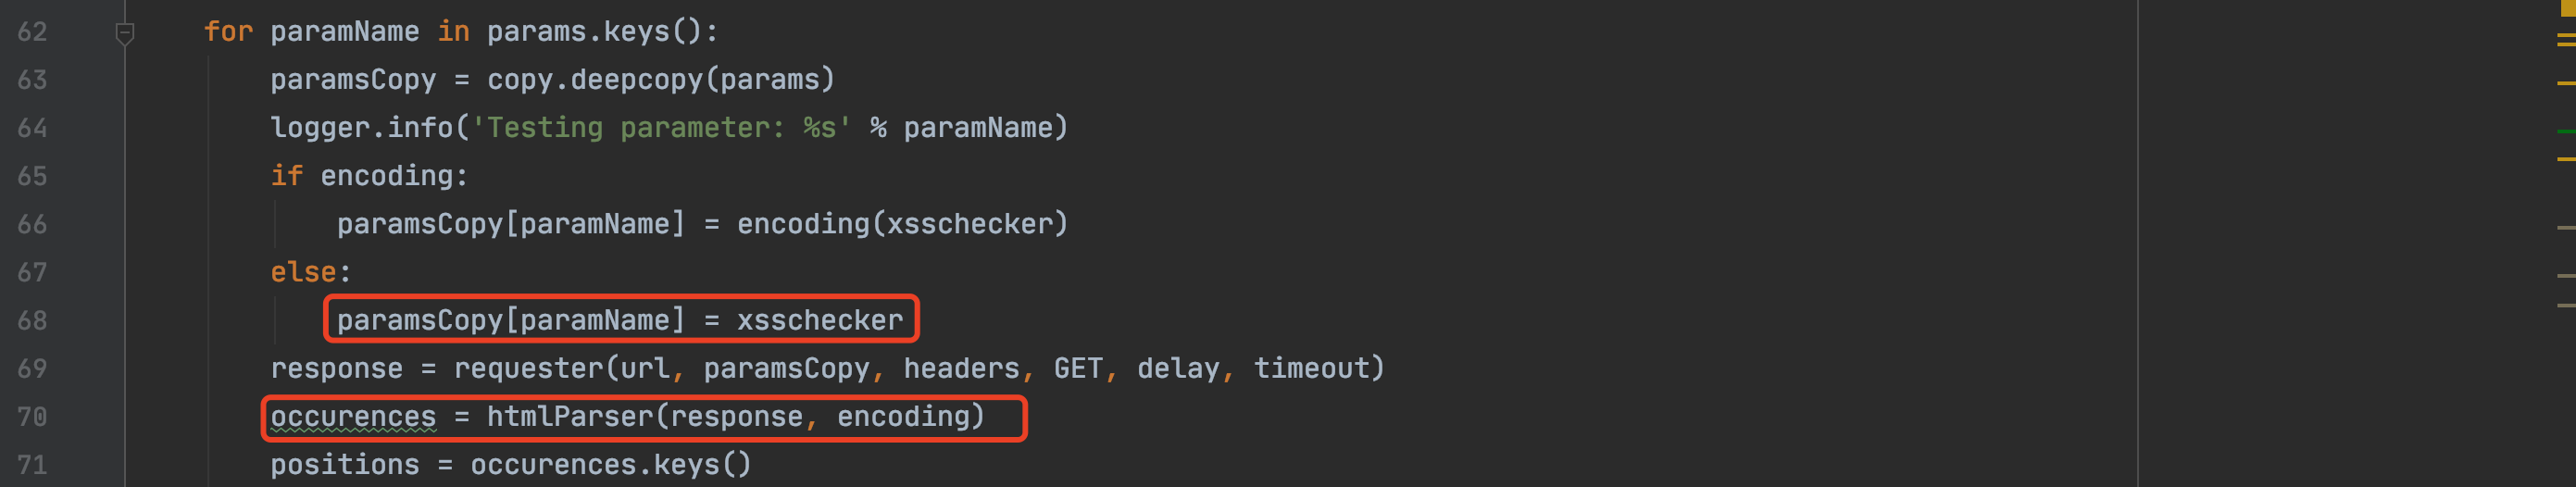 62 for paramName in params.keys():
63 paramsCopy = copy.deepcopy(params)
64 logger.info('Testing parameter: %s' % paramName)
65 if encoding:
66 paramsCopy[paramName] = encoding(xsschecker)
67 else:
68 paramsCopy[paramName] = xsschecker
69 response = requester(url, paramsCopy, headers, GET, delay, timeout)
70 occurences = htmlParser(response, encoding)
71 positions = occurences.keys()